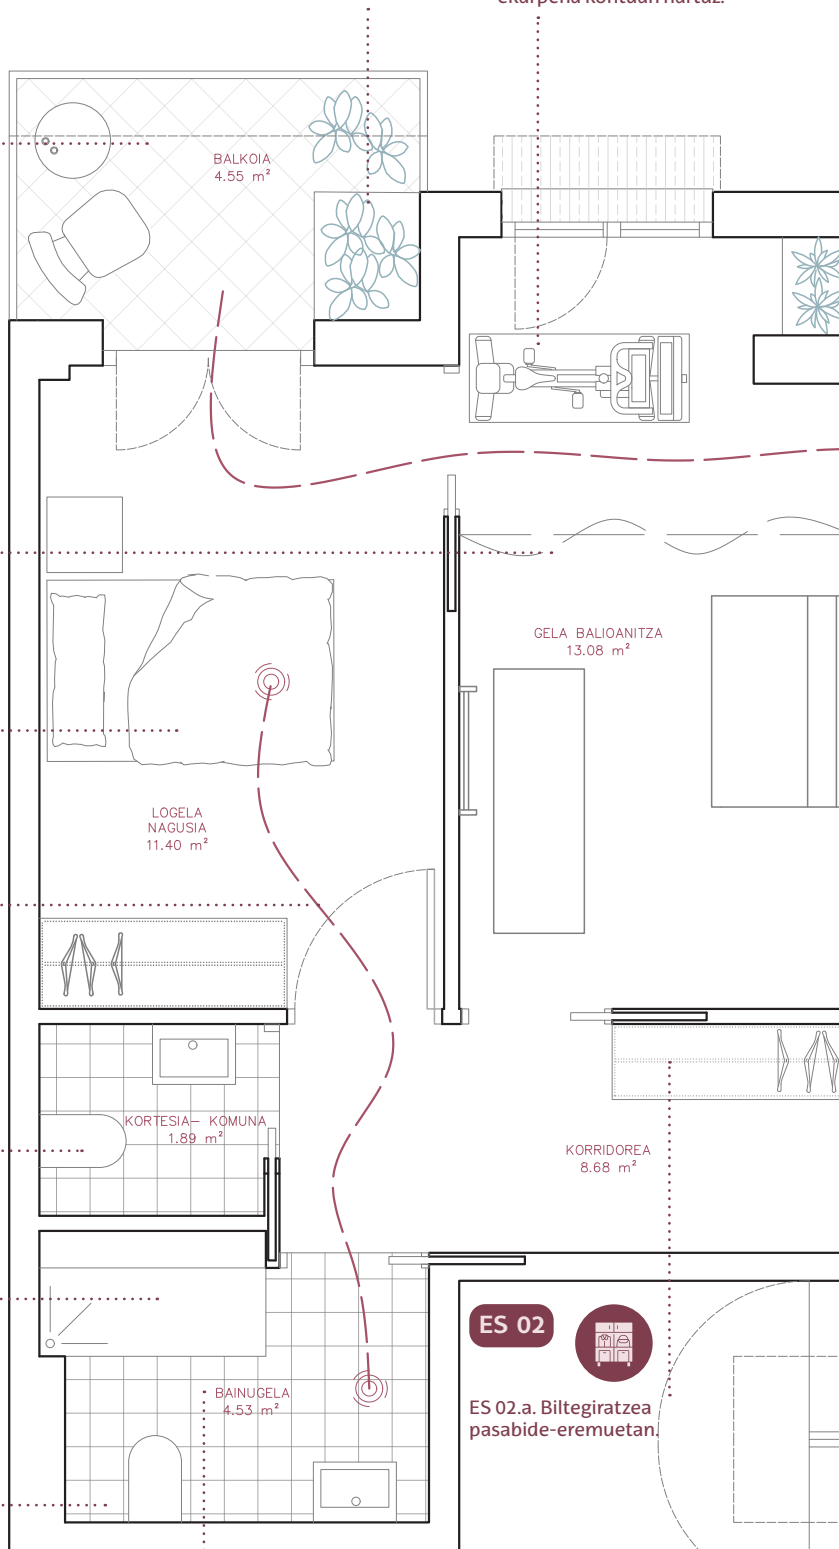 BALKOIA
4.55 m²
GELA BALIOANITZA
13.08 m²
LOGELA
NAGUSIA
11.40 m²
KORTESIA– KOMUNA
1.89 m²
KORRIDOREA
8.68 m²
ES 02
BAINUGELA
4.53 m²
ES 02.a. Biltegiratzea
pasabide-eremuetan.